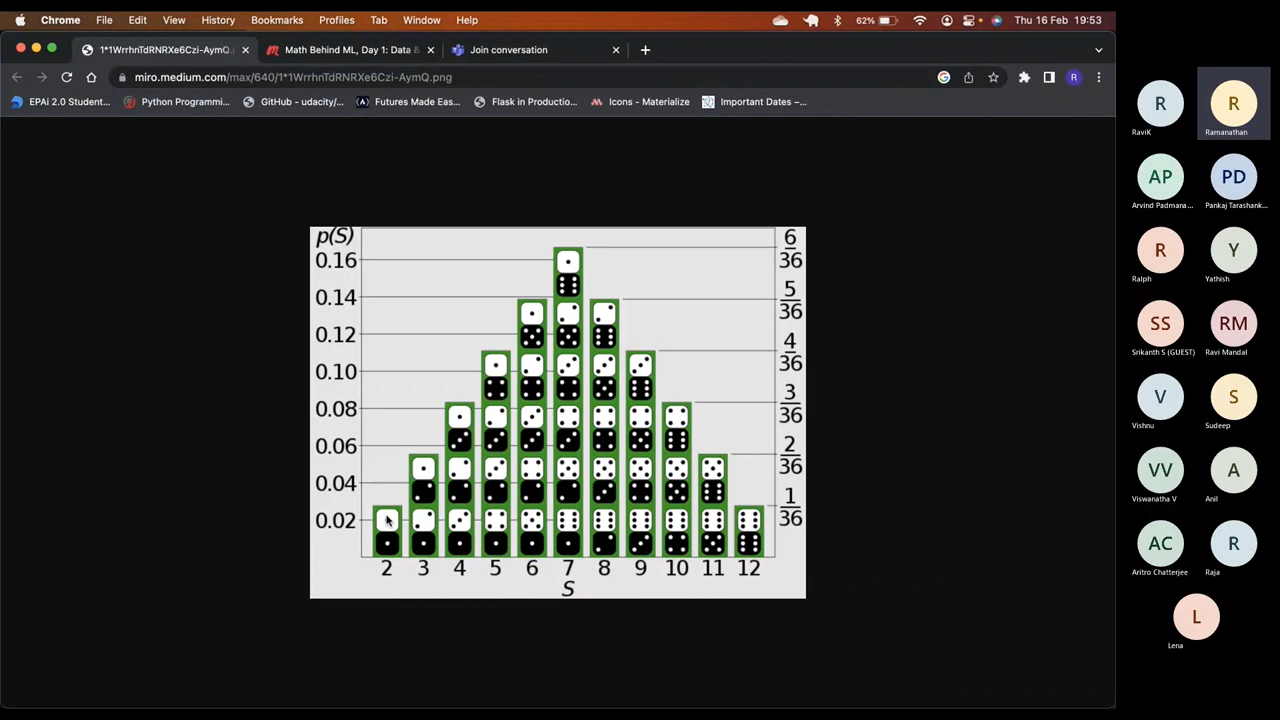 Chrome File Edit View History Bookmarks Profiles Tab Window Help 62% Thu 16 Feb 19:53
1*1WrrhnTdRNRXe6Czi-AymQ. Math Behind ML, Day 1: Data & Join conversation
miro.medium.com/max/640/1*1WrrhnTdRNRXe6Czi-AymQ.png R
EPAi 2.0 Student... Python Programmi... GitHub - udacity/... Futures Made Eas... Flask in Productio... Icons - Materialize Important Dates –...
p(S)
0.16
0.14
0.12
0.10
0.08
0.06
0.04
0.02
6
36
5
36
4
36
3
36
2
36
1
36
2 3 4 5 6 7 8 9 10 11 12
S
R R
RaviK Ramanathan
AP PD
Arvind Padmana... Pankaj Tarashank...
R Y
Ralph Yathish
SS RM
Srikanth S (GUEST) Ravi Mandal
V S
Vishnu Sudeep
VV A
Viswanatha V Anil
AC R
Aritro Chatterjee Raja
L
Lena